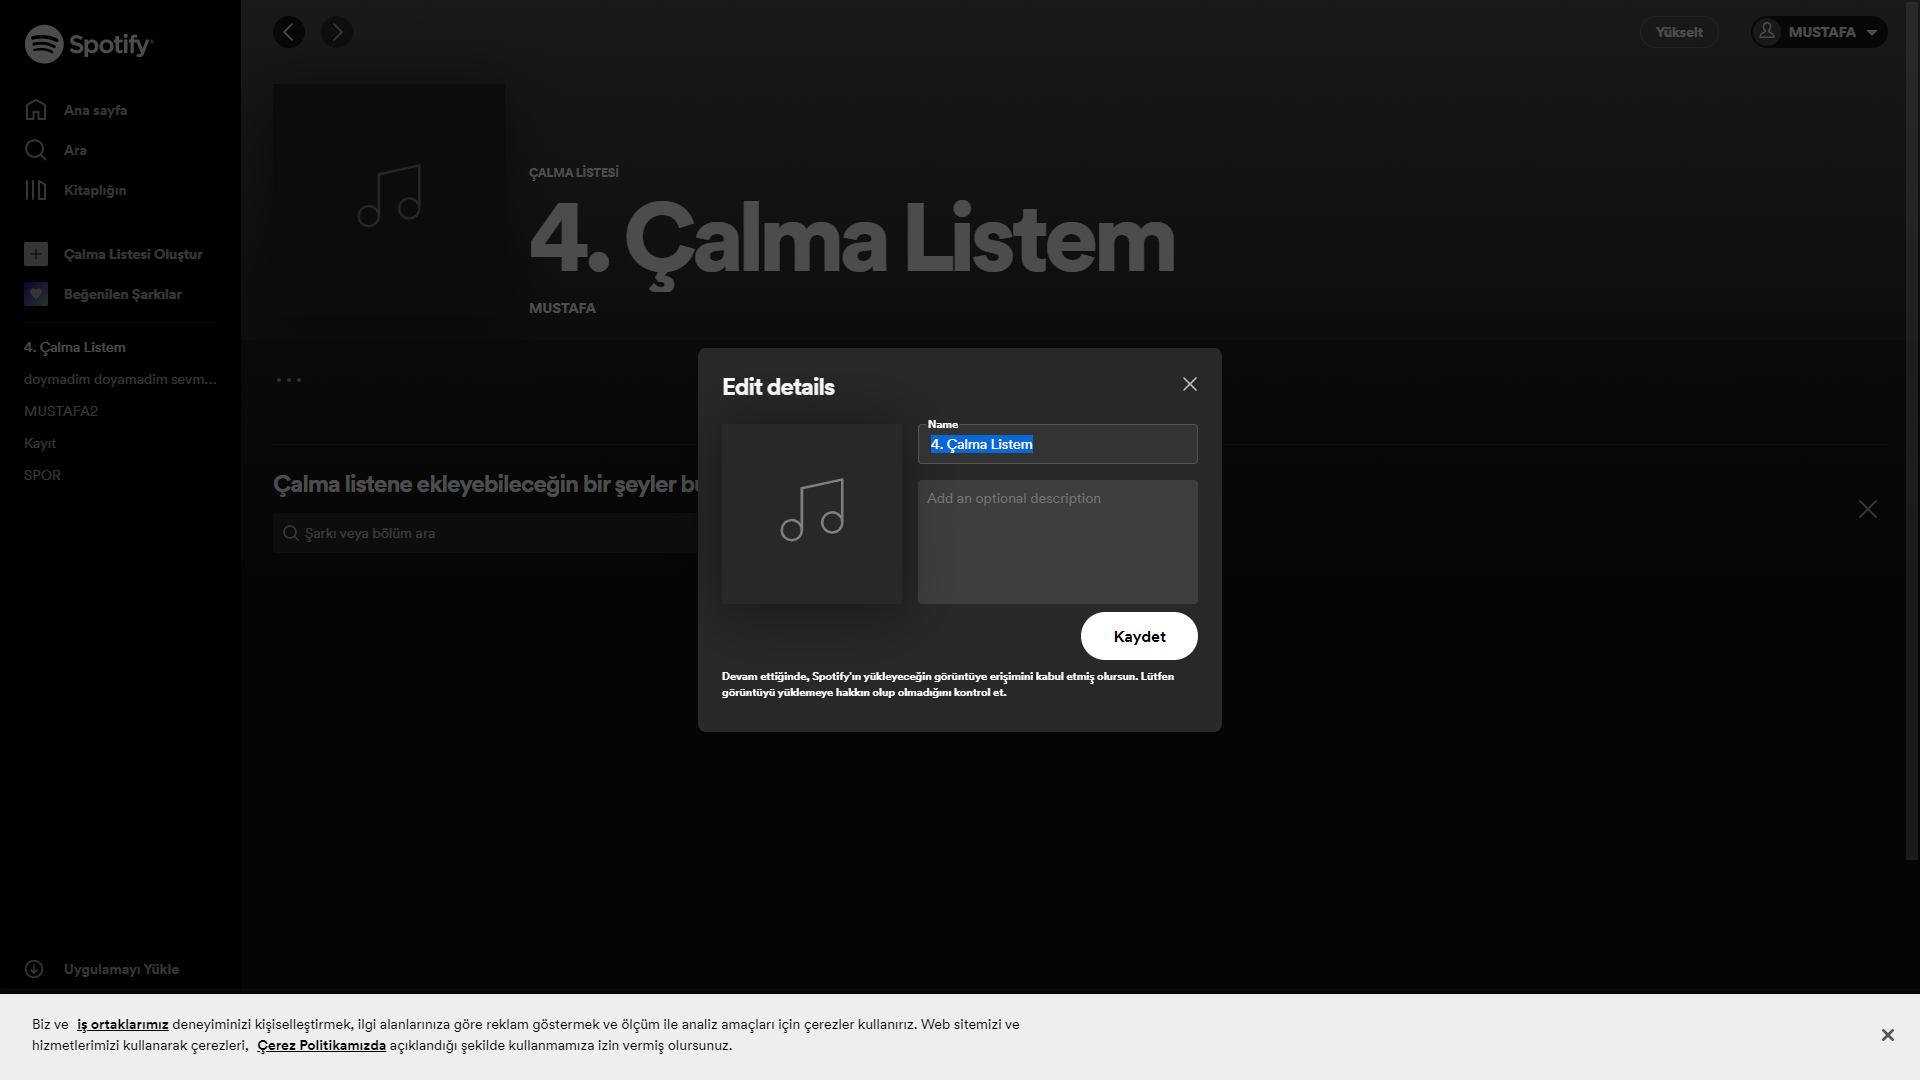 Spotify
Yükselt
MUSTAFA
Ana sayfa
Ara
Kitaplığın
Çalma Listesi Oluştur
Beğenilen Şarkılar
4. Çalma Listem
doymadim doyamadim sevm...
MUSTAFA2
Kayıt
SPOR
Uygulamayı Yükle
ÇALMA LİSTESİ
4. Çalma Listem
MUSTAFA
Çalma listene ekleyebileceğin bir şeyler bu
Şarkı veya bölüm ara
Edit details
Name
4. Çalma Listem
Add an optional description
Kaydet
Devam ettiğinde, Spotify'ın yükleyeceğin görüntüye erişimini kabul etmiş olursun. Lütfen
görüntüyü yüklemeye hakkın olup olmadığını kontrol et.
Biz ve iş ortaklarımız deneyiminizi kişiselleştirmek, ilgi alanlarınıza göre reklam göstermek ve ölçüm ile analiz amaçları için çerezler kullanırız. Web sitemizi ve
hizmetlerimizi kullanarak çerezleri, Çerez Politikamızda açıklandığı şekilde kullanmamıza izin vermiş olursunuz.